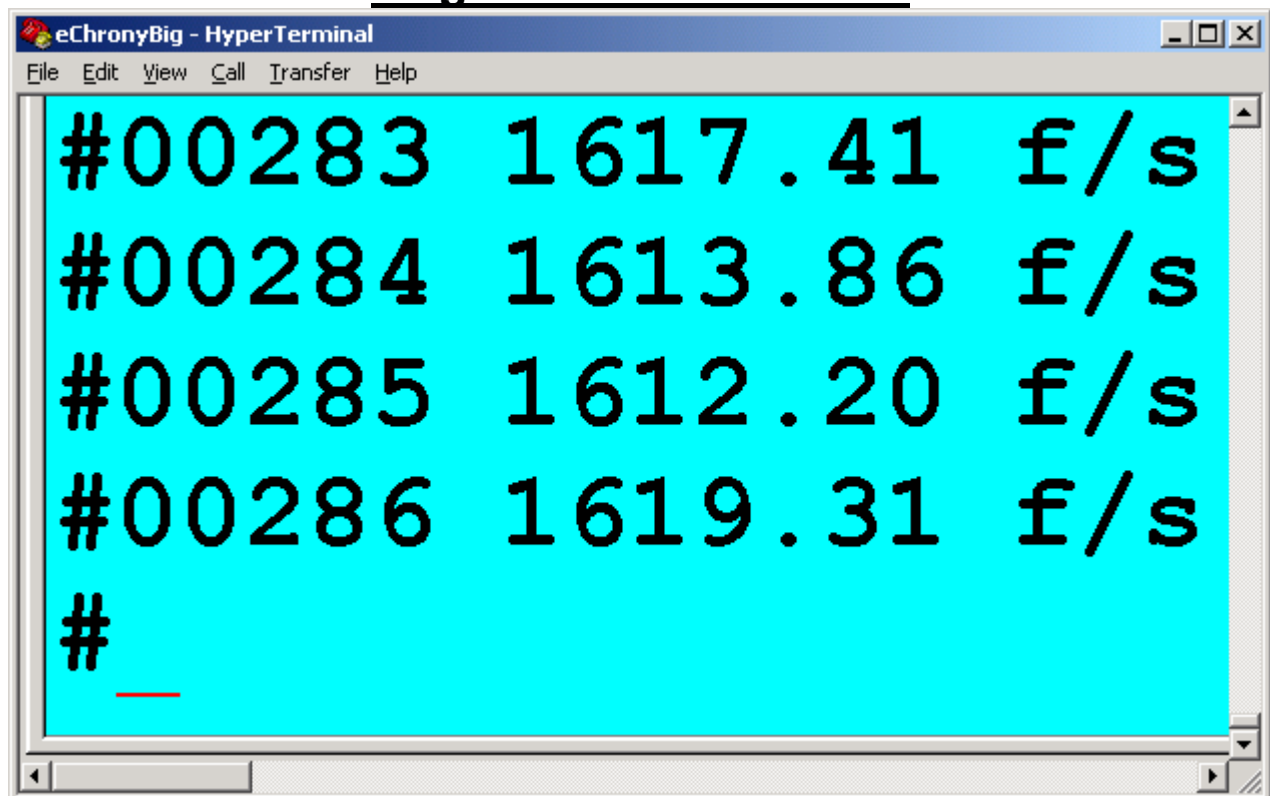 eChronyBig - HyperTerminal
File Edit View Call Transfer Help
#00283 1617.41 f/s
#00284 1613.86 f/s
#00285 1612.20 f/s
#00286 1619.31 f/s
#